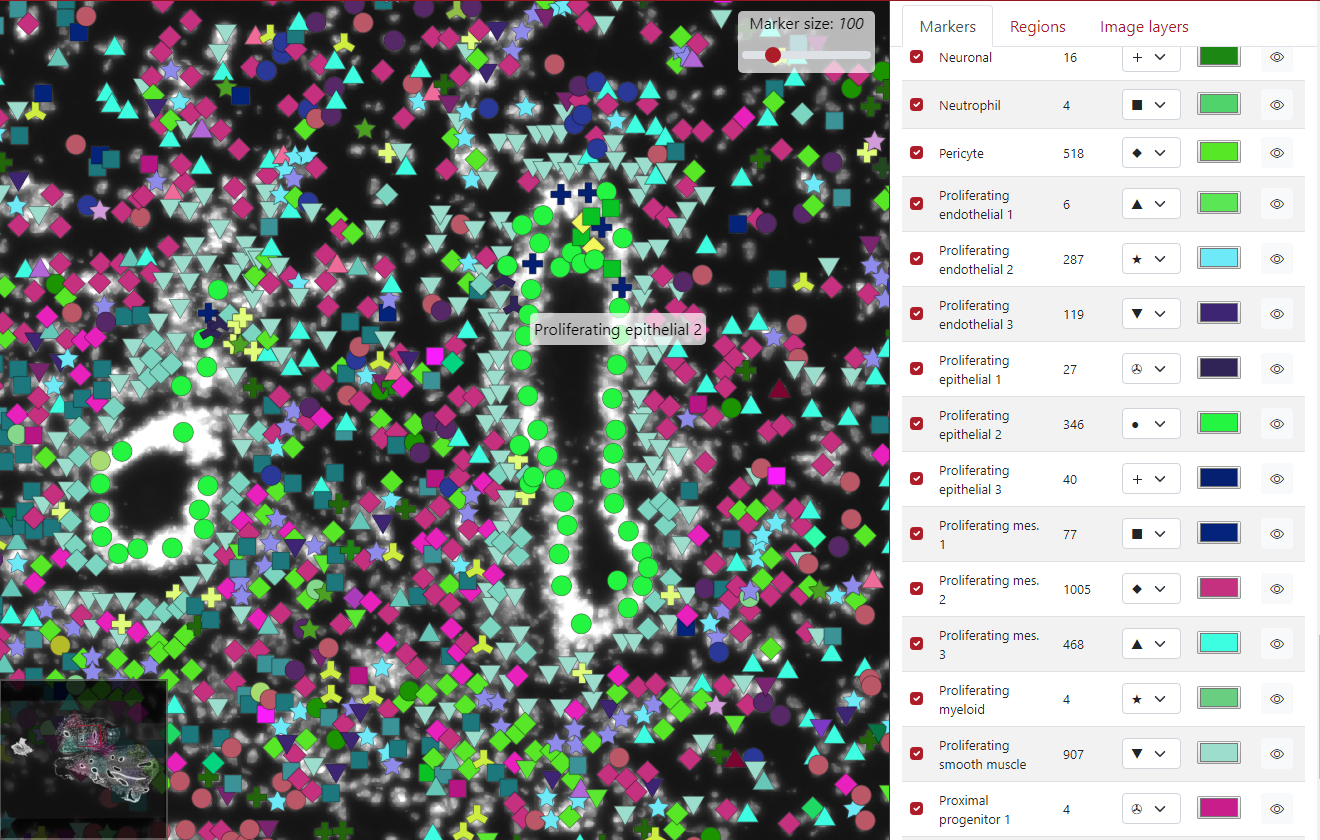 Marker size: 100
Proliferating epithelial 2
Markers Regions Image layers
Neuronal 16
Neutrophil 4
Pericyte 518
Proliferating
endothelial 1 6
Proliferating
endothelial 2 287
Proliferating
endothelial 3 119
Proliferating
epithelial 1 27
Proliferating
epithelial 2 346
Proliferating
epithelial 3 40
Proliferating mes.
1 77
Proliferating mes.
2 1005
Proliferating mes.
3 468
Proliferating
myeloid 4
Proliferating
smooth muscle 907
Proximal
progenitor 1 4